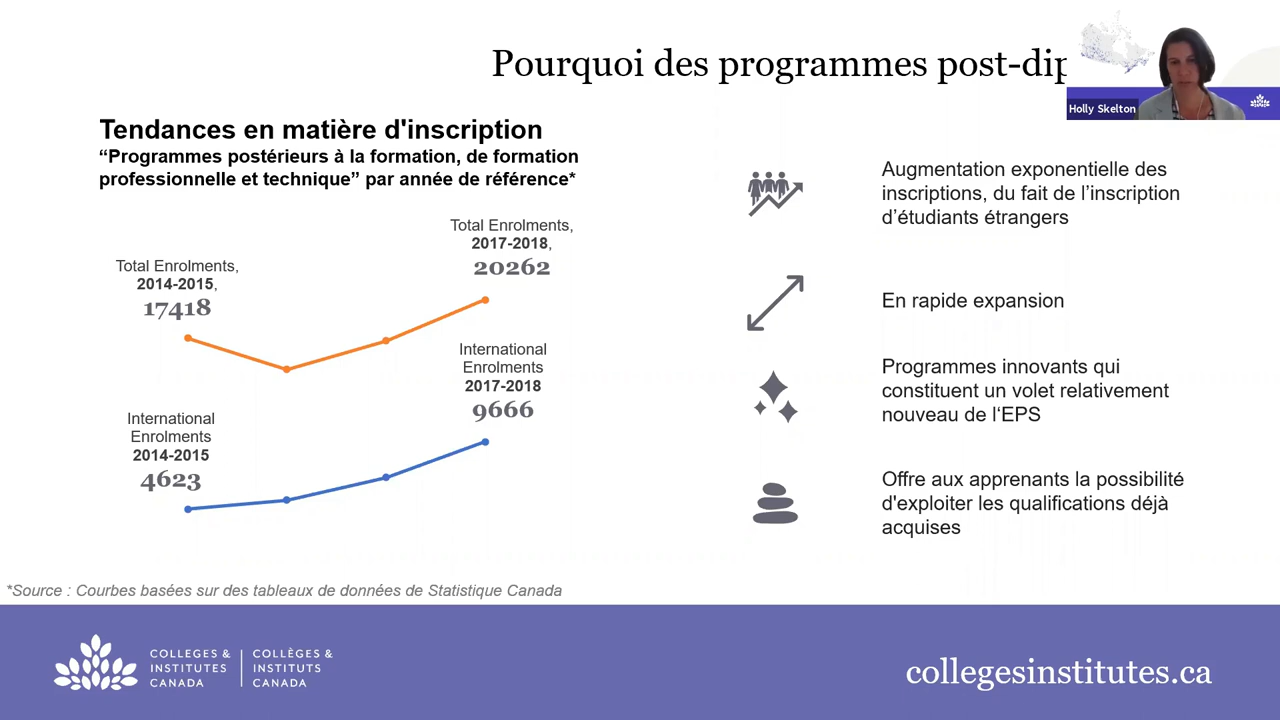 Pourquoi des programmes post-dip
Holly Skelton
Tendances en matière d'inscription
“Programmes postérieurs à la formation, de formation
professionnelle et technique” par année de référence*
Total Enrolments,
2017-2018,
20262
Total Enrolments,
2014-2015,
17418
International
Enrolments
2017-2018
9666
International
Enrolments
2014-2015
4623
Augmentation exponentielle des
inscriptions, du fait de l’inscription
d’étudiants étrangers
En rapide expansion
Programmes innovants qui
constituent un volet relativement
nouveau de l‘EPS
Offre aux apprenants la possibilité
d'exploiter les qualifications déjà
acquises
*Source : Courbes basées sur des tableaux de données de Statistique Canada
COLLEGES &
INSTITUTES
CANADA
COLLÈGES &
INSTITUTS
CANADA
collegesinstitutes.ca